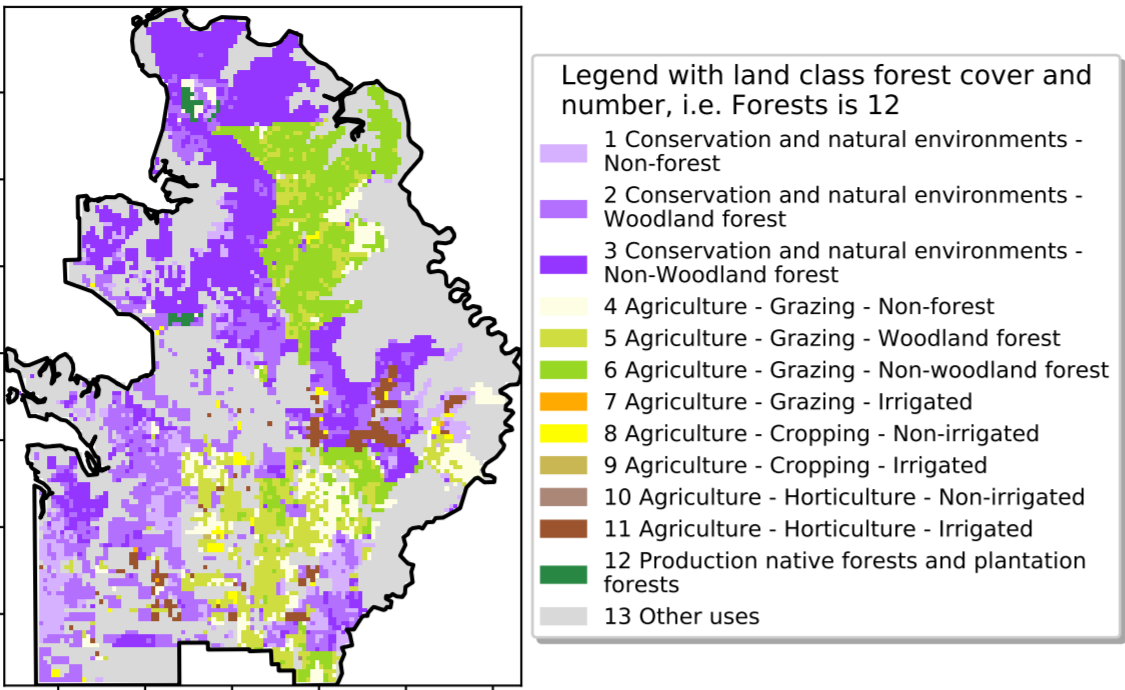 Legend with land class forest cover and
number, i.e. Forests is 12
1 Conservation and natural environments -
Non-forest
2 Conservation and natural environments -
Woodland forest
3 Conservation and natural environments -
Non-Woodland forest
4 Agriculture - Grazing - Non-forest
5 Agriculture - Grazing - Woodland forest
6 Agriculture - Grazing - Non-woodland forest
7 Agriculture - Grazing - Irrigated
8 Agriculture - Cropping - Non-irrigated
9 Agriculture - Cropping - Irrigated
10 Agriculture - Horticulture - Non-irrigated
11 Agriculture - Horticulture - Irrigated
12 Production native forests and plantation
forests
13 Other uses